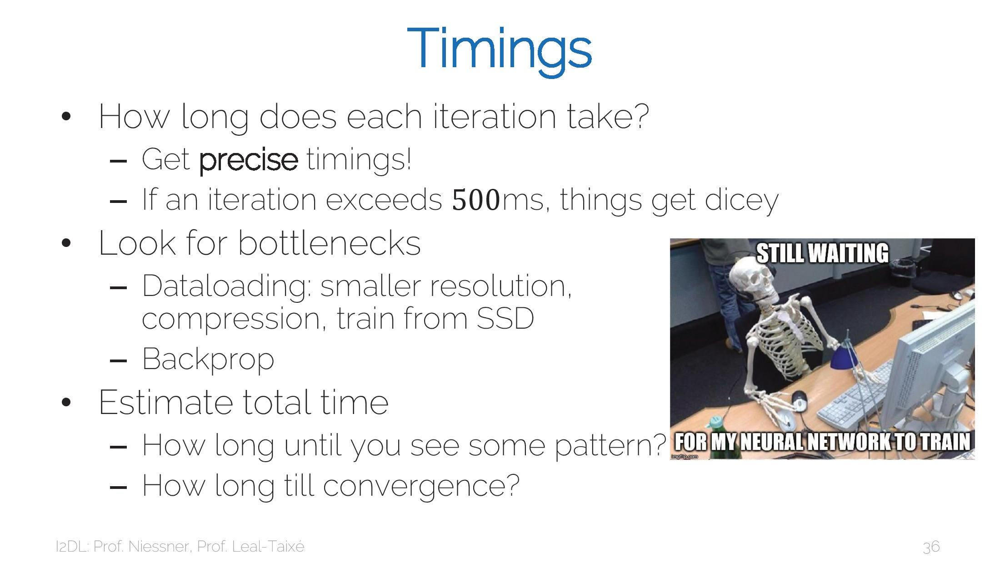 Timings
• How long does each iteration take?
– Get precise timings!
– If an iteration exceeds 500ms, things get dicey
• Look for bottlenecks
– Dataloading: smaller resolution,
compression, train from SSD
– Backprop
• Estimate total time
– How long until you see some pattern?
– How long till convergence?
STILL WAITING
FOR MY NEURAL NETWORK TO TRAIN
imgflip.com
I2DL: Prof. Niessner, Prof. Leal-Taixé
36